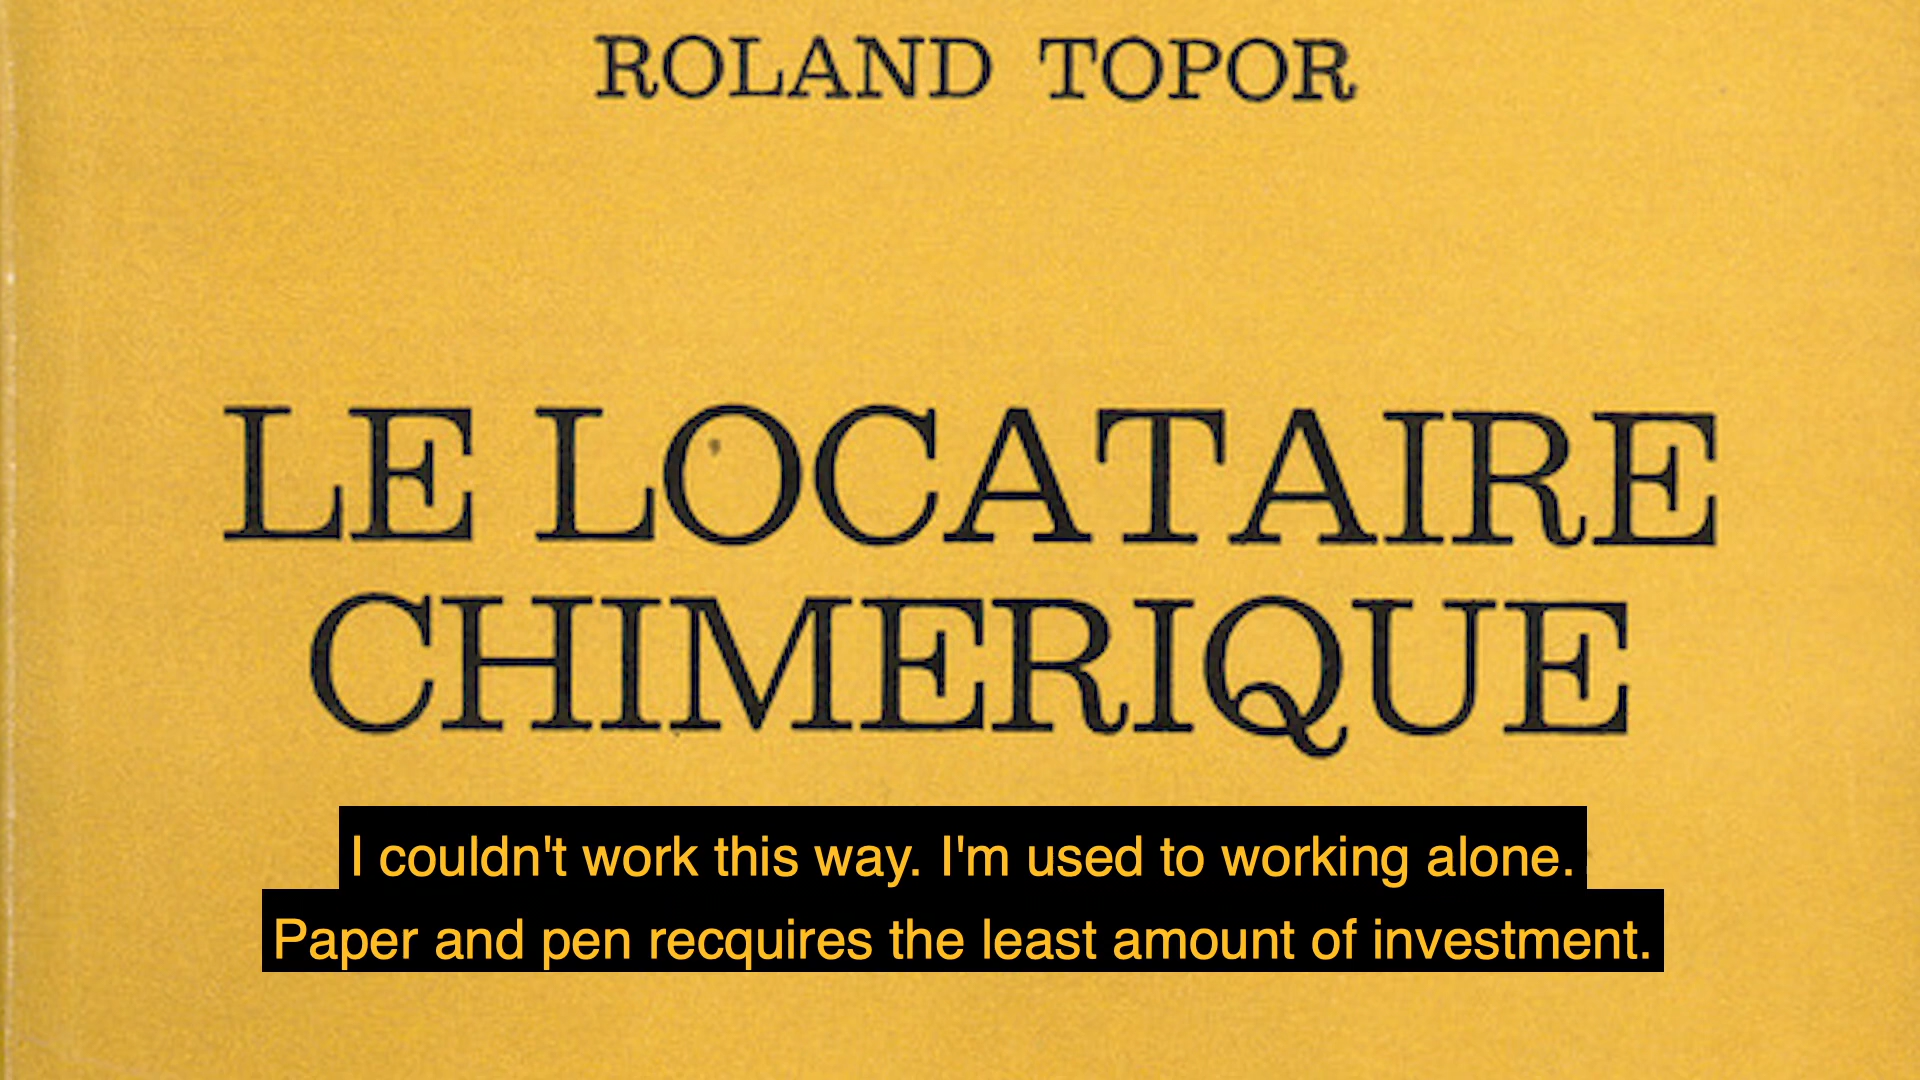 ROLAND TOPOR
LE LOCATAIRE
CHIMERIQUE
I couldn't work this way. I'm used to working alone.
Paper and pen recquires the least amount of investment.